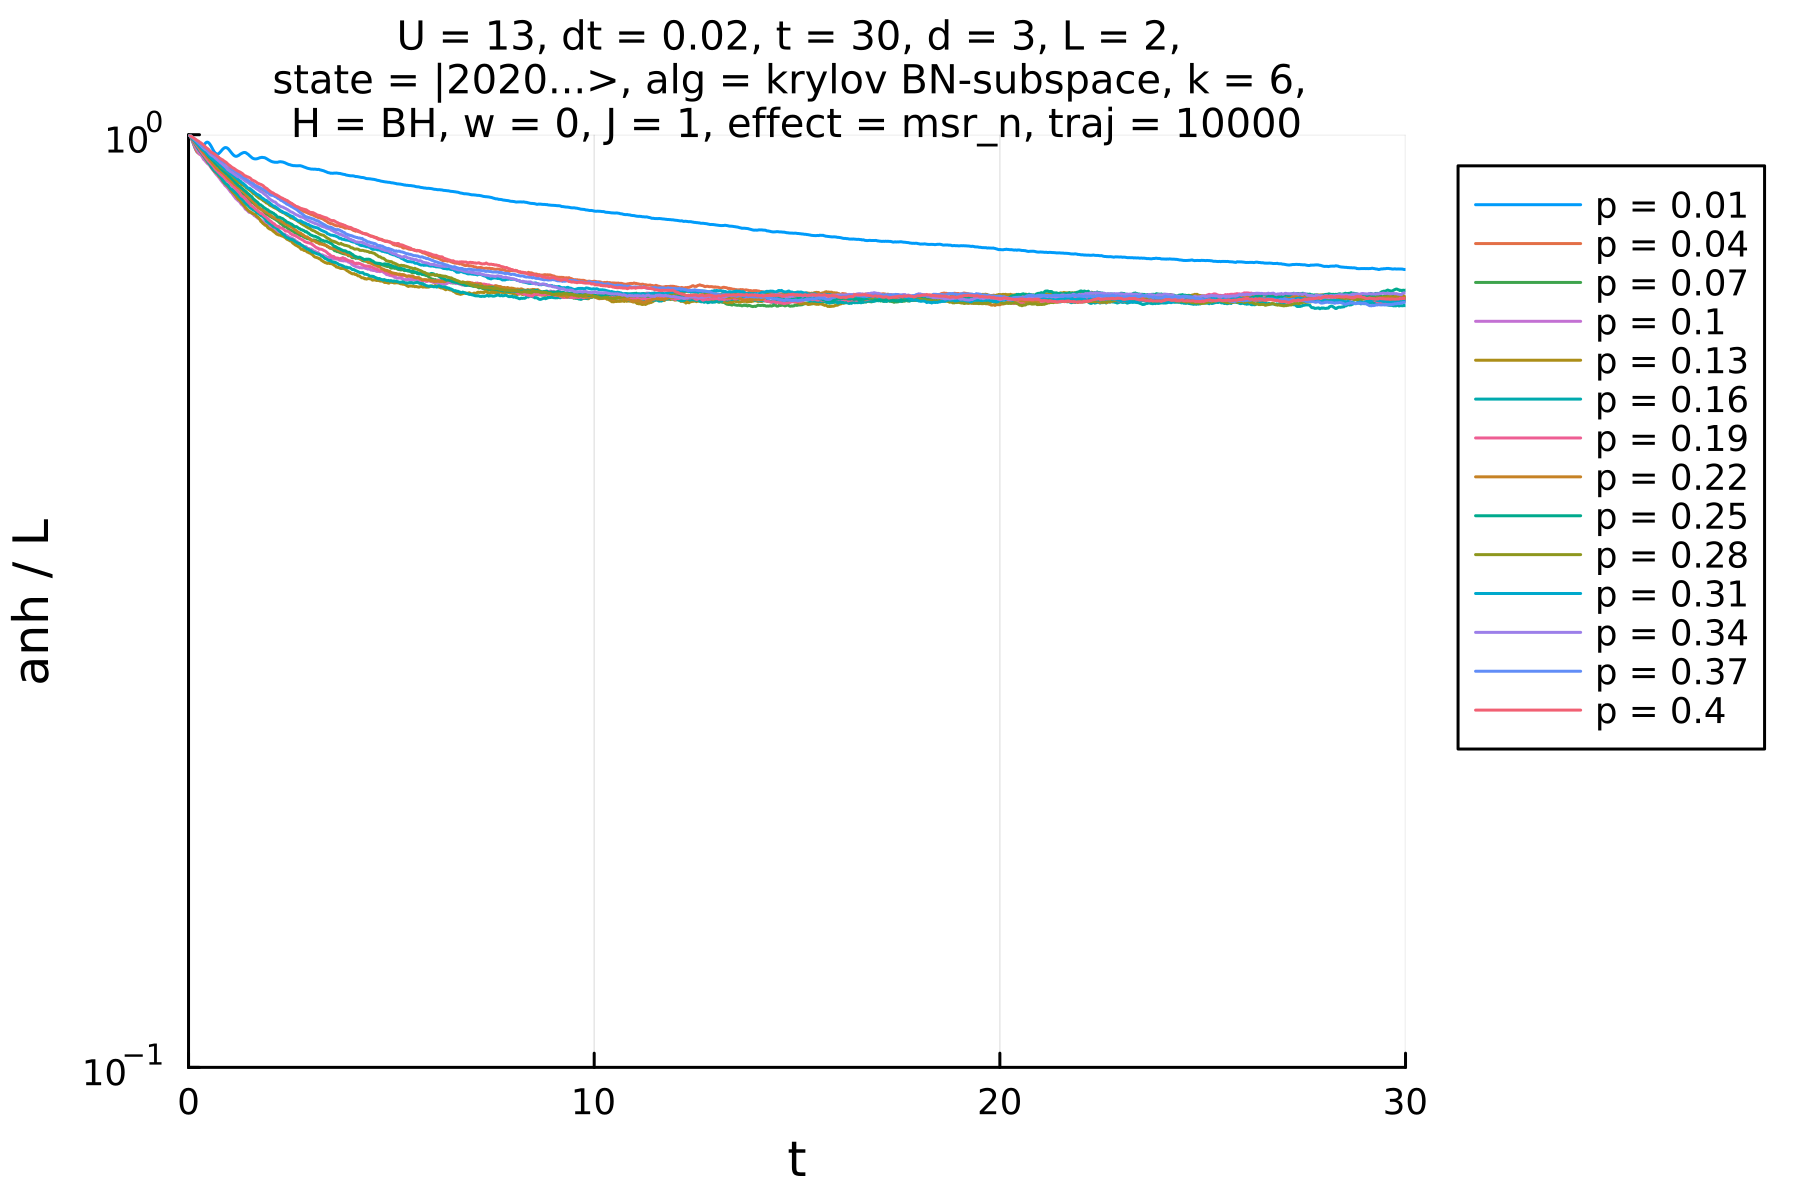 U = 13, dt = 0.02, t = 30, d = 3, L = 2,
state = |2020...>, alg = krylov BN-subspace, k = 6,
H = BH, w = 0, J = 1, effect = msr_n, traj = 10000
10⁰
10⁻¹
anh / L
0 10 20 30
t
p = 0.01
p = 0.04
p = 0.07
p = 0.1
p = 0.13
p = 0.16
p = 0.19
p = 0.22
p = 0.25
p = 0.28
p = 0.31
p = 0.34
p = 0.37
p = 0.4